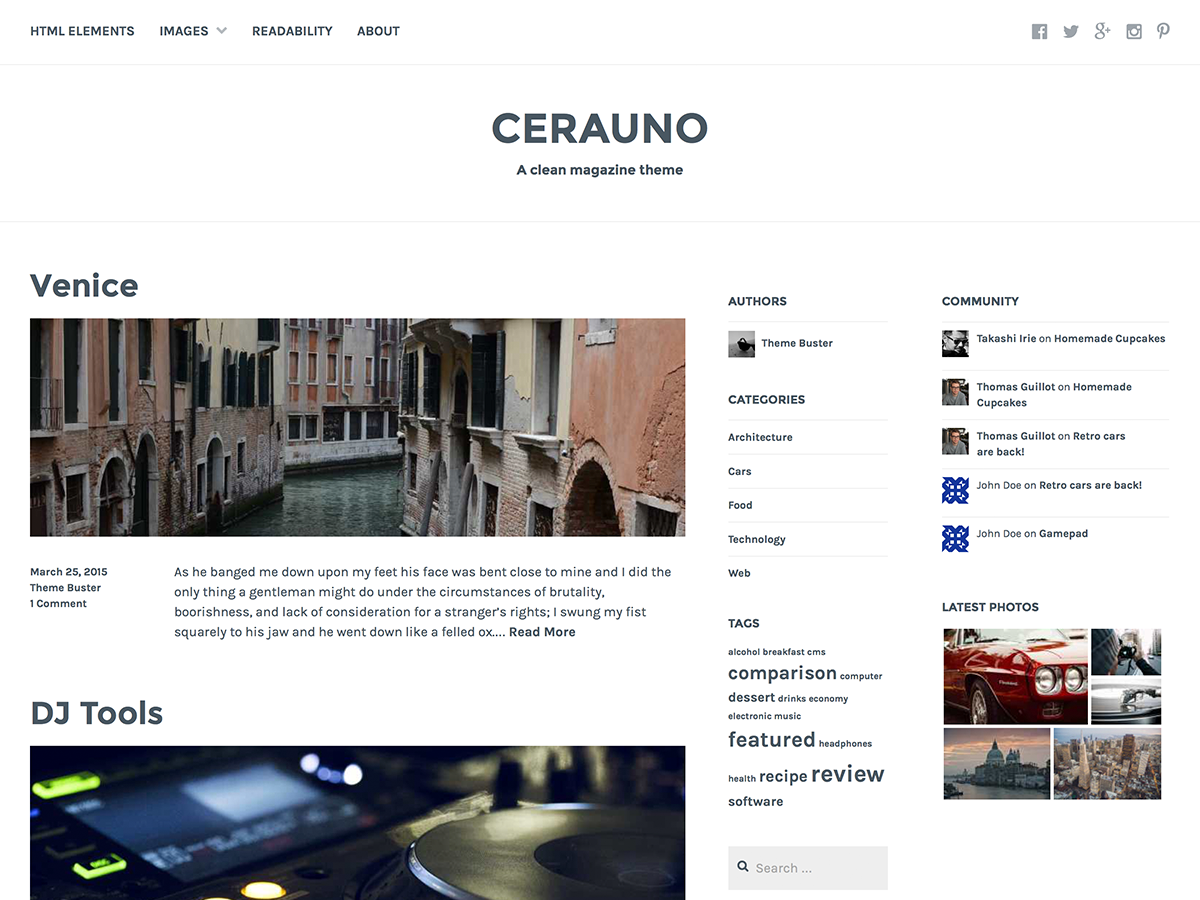 HTML ELEMENTS IMAGES READABILITY ABOUT
CERAUNO
A clean magazine theme
Venice
March 25, 2015
Theme Buster
1 Comment
As he banged me down upon my feet his face was bent close to mine and I did the
only thing a gentleman might do under the circumstances of brutality,
boorishness, and lack of consideration for a stranger's rights; I swung my fist
squarely to his jaw and he went down like a felled ox.... Read More
DJ Tools
AUTHORS
Theme Buster
CATEGORIES
Architecture
Cars
Food
Technology
Web
TAGS
alcohol breakfast cms
comparison computer
dessert drinks economy
electronic music
featured headphones
health recipe review
software
Search ...
COMMUNITY
Takashi Irie on Homemade Cupcakes
Thomas Guillot on Homemade
Cupcakes
Thomas Guillot on Retro cars
are back!
John Doe on Retro cars are back!
John Doe on Gamepad
LATEST PHOTOS